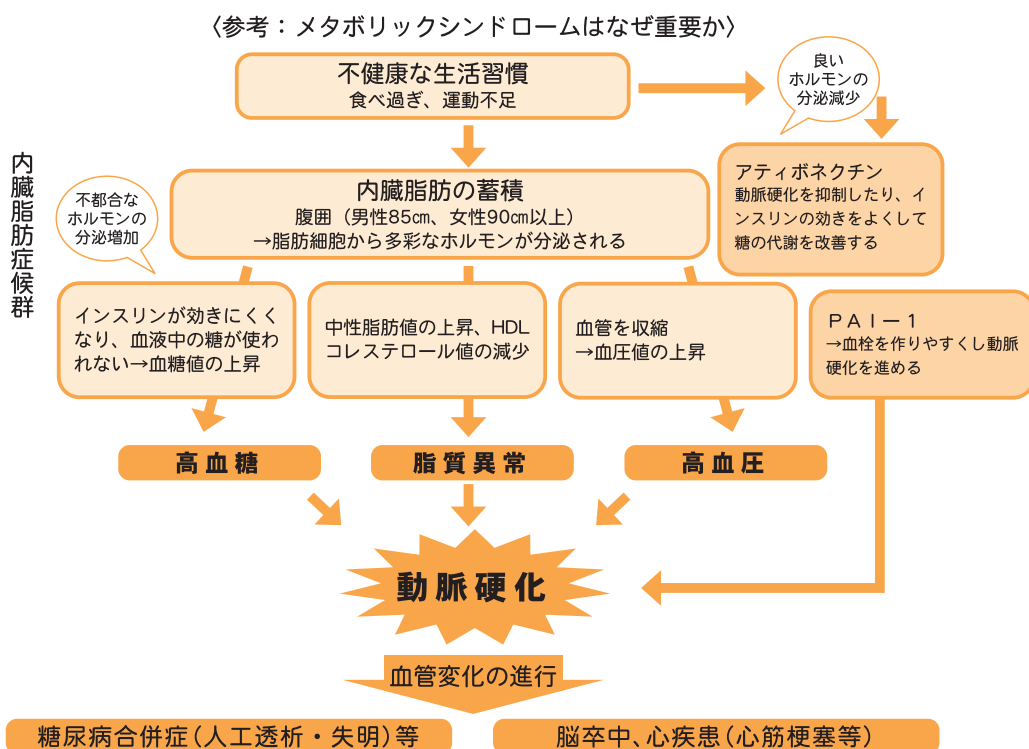 〈参考：メタボリックシンドロームはなぜ重要か〉
不健康な生活習慣
食べ過ぎ、運動不足
良い
ホルモンの
分泌減少
内臓脂肪症候群
不都合な
ホルモンの
分泌増加
内臓脂肪の蓄積
腹囲（男性85㎝、女性90㎝以上）
→脂肪細胞から多彩なホルモンが分泌される
アティボネクチン
動脈硬化を抑制したり、イ
ンスリンの効きをよくして
糖の代謝を改善する
インスリンが効きにくく
なり、血液中の糖が使わ
れない→血糖値の上昇
中性脂肪値の上昇、HDL
コレステロール値の減少
血管を収縮
→血圧値の上昇
ＰＡＩー１
→血栓を作りやすくし動脈
硬化を進める
高血糖
脂質異常
高血圧
動脈硬化
血管変化の進行
糖尿病合併症（人工透析・失明）等
脳卒中、心疾患（心筋梗塞等）